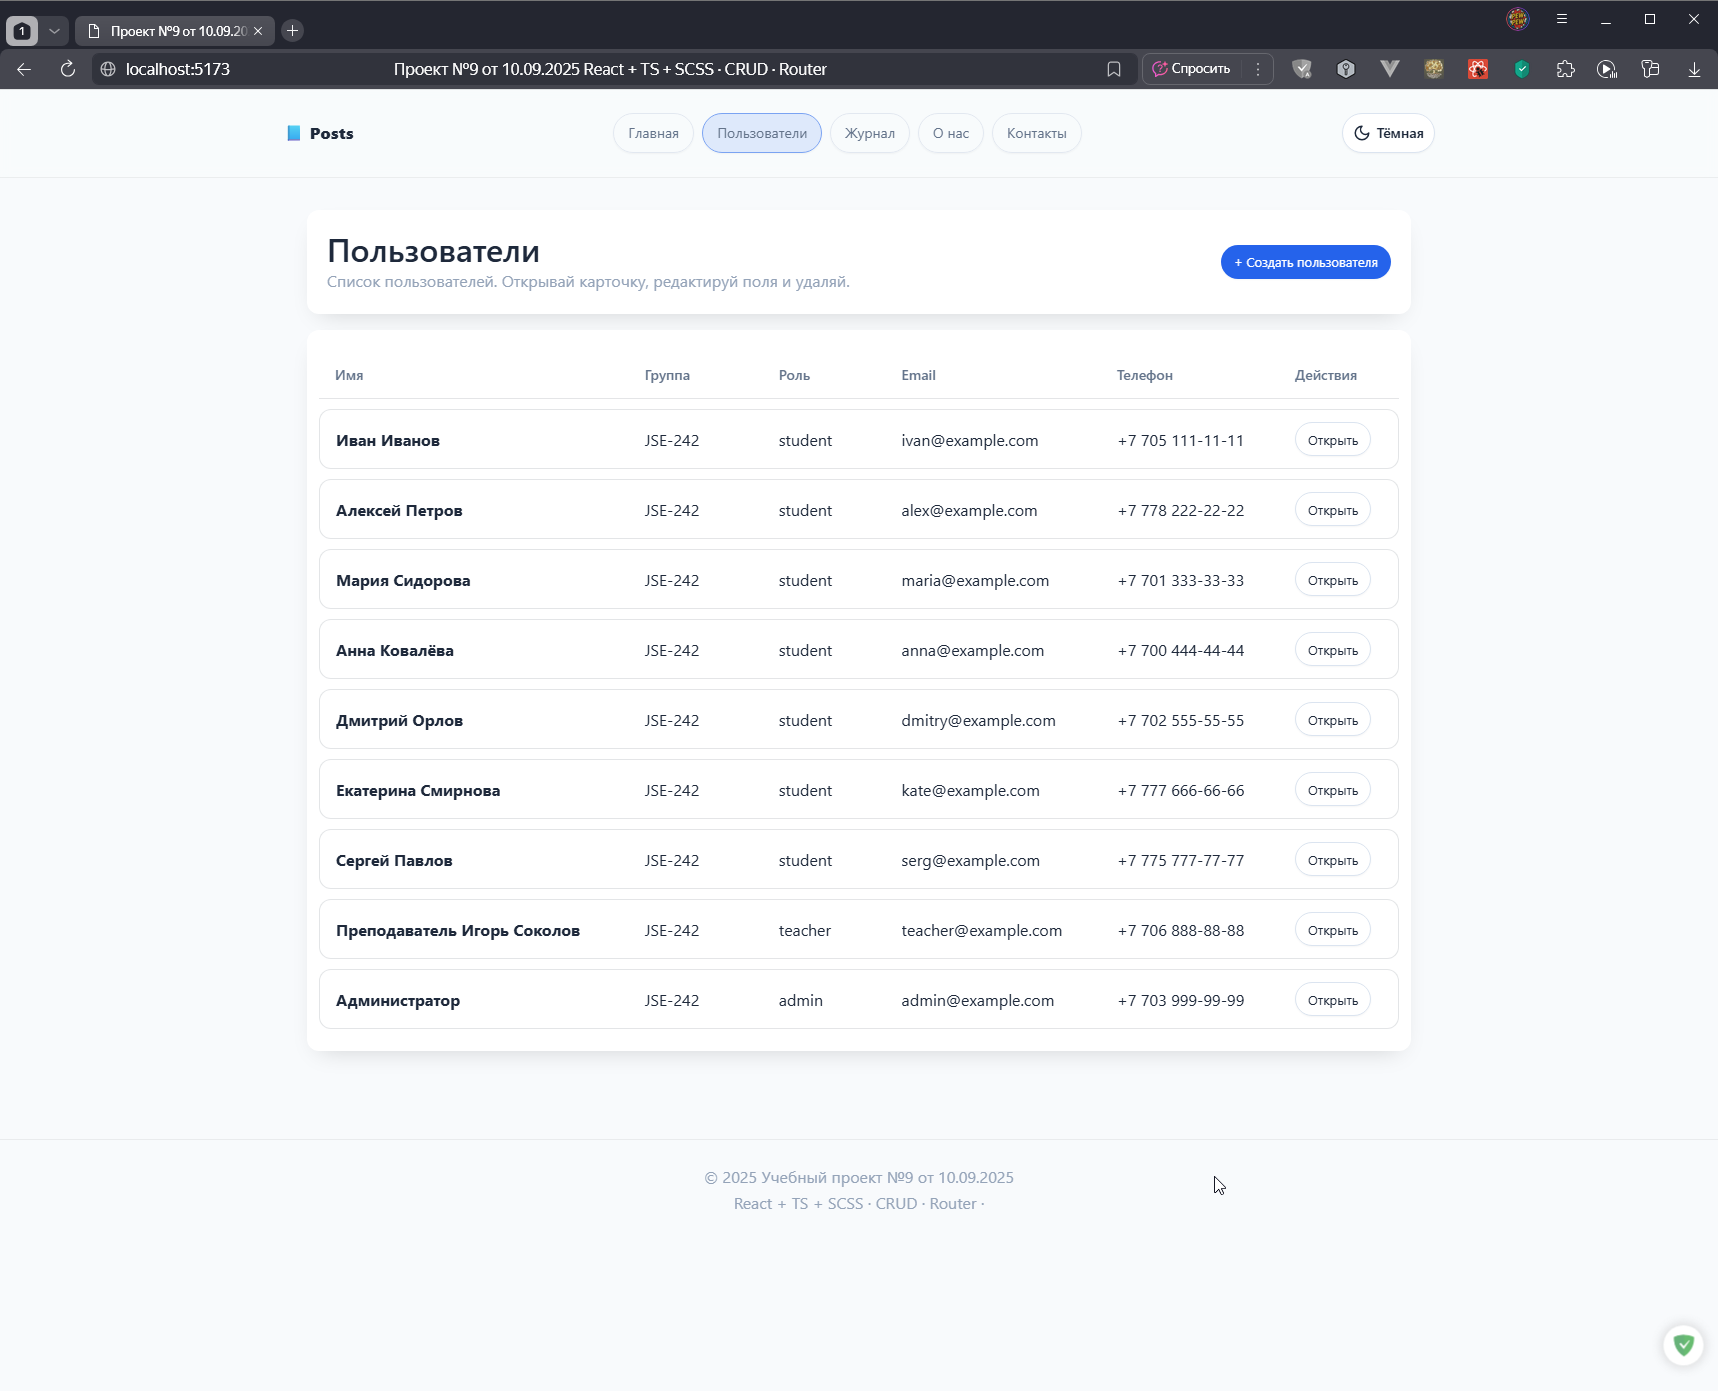 1
Проект №9 от 10.09.20
localhost:5173
Проект №9 от 10.09.2025 React + TS + SCSS · CRUD · Router
Спросить
Posts
Главная
Пользователи
Журнал
О нас
Контакты
Тёмная
Пользователи
Список пользователей. Открывай карточку, редактируй поля и удаляй.
+ Создать пользователя
Имя Группа Роль Email Телефон Действия
Иван Иванов JSE-242 student ivan@example.com +7 705 111-11-11 Открыть
Алексей Петров JSE-242 student alex@example.com +7 778 222-22-22 Открыть
Мария Сидорова JSE-242 student maria@example.com +7 701 333-33-33 Открыть
Анна Ковалёва JSE-242 student anna@example.com +7 700 444-44-44 Открыть
Дмитрий Орлов JSE-242 student dmitry@example.com +7 702 555-55-55 Открыть
Екатерина Смирнова JSE-242 student kate@example.com +7 777 666-66-66 Открыть
Сергей Павлов JSE-242 student serg@example.com +7 775 777-77-77 Открыть
Преподаватель Игорь Соколов JSE-242 teacher teacher@example.com +7 706 888-88-88 Открыть
Администратор JSE-242 admin admin@example.com +7 703 999-99-99 Открыть
© 2025 Учебный проект №9 от 10.09.2025
React + TS + SCSS · CRUD · Router ·